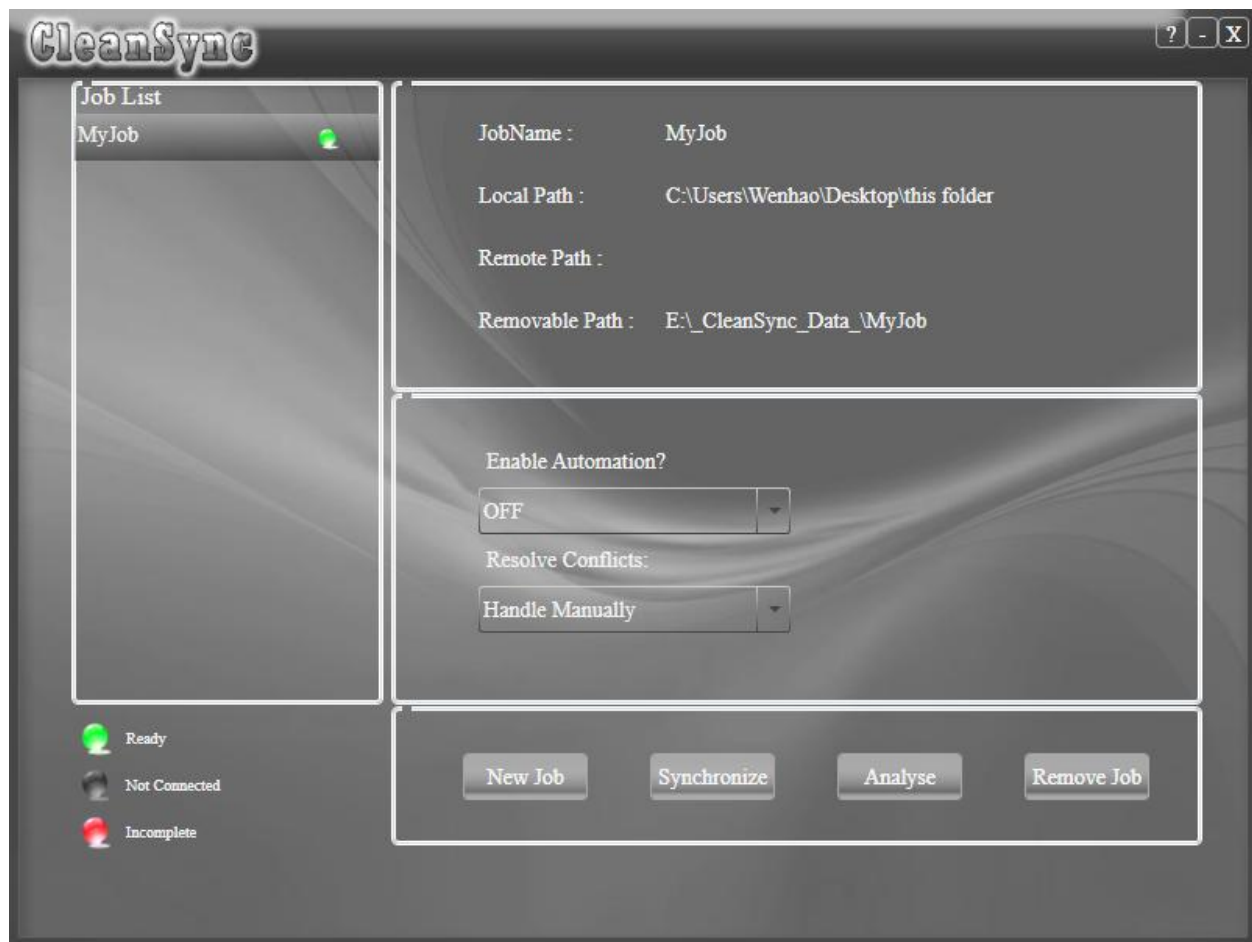 CleanSync
? - X
Job List
MyJob
JobName : MyJob
Local Path : C:\Users\Wenhao\Desktop\this folder
Remote Path :
Removable Path : E:\_CleanSync_Data_\MyJob
Enable Automation?
OFF
Resolve Conflicts:
Handle Manually
Ready
Not Connected
Incomplete
New Job Synchronize Analyse Remove Job